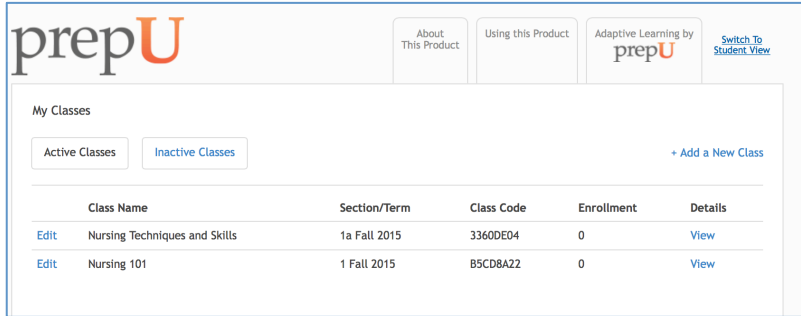 prepU
About
This Product
Using this Product
Adaptive Learning by
prepU
Switch To
Student View
My Classes
Active Classes
Inactive Classes
+ Add a New Class
Class Name Section/Term Class Code Enrollment Details
Edit Nursing Techniques and Skills 1a Fall 2015 3360DE04 0 View
Edit Nursing 101 1 Fall 2015 B5CD8A22 0 View